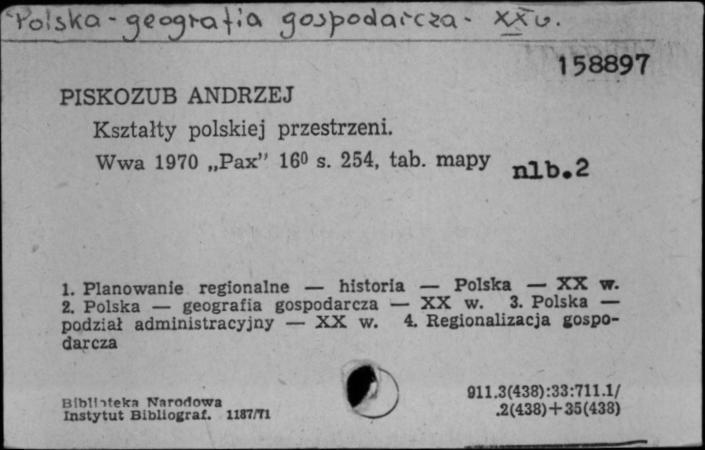 Polska - geografia gospodarcza - XX w.
158897
PISKOZUB ANDRZEJ
Kształty polskiej przestrzeni.
Wwa 1970 „Pax” 16⁰ s. 254, tab. mapy nlb.2
1. Planowanie regionalne — historia — Polska — XX w.
2. Polska — geografia gospodarcza — XX w. 3. Polska —
podział administracyjny — XX w. 4. Regionalizacja gospo-
darcza
Biblioteka Narodowa
Instytut Bibliograf. 1187/71
911.3(438):33:711.1/
.2(438)+35(438)